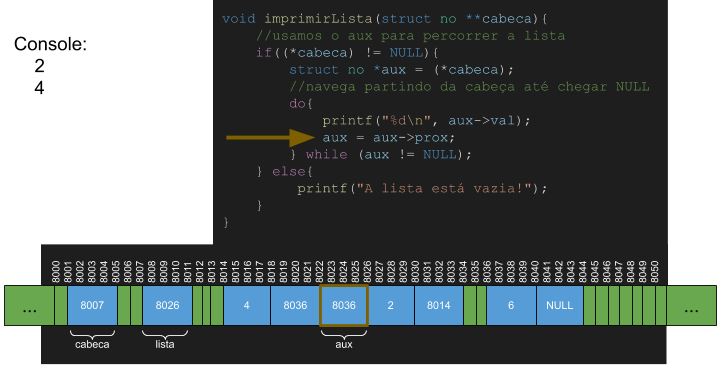 Console:
2
4
void imprimirLista(struct no **cabeca){
//usamos o aux para percorrer a lista
if((*cabeca) != NULL){
struct no *aux = (*cabeca);
//navega partindo da cabeça até chegar NULL
do{
printf("%d\n", aux->val);
aux = aux->prox;
} while (aux != NULL);
} else{
printf("A lista está vazia!");
}
}
8000 8001 8002 8003 8004 8005 8006 8007 8008 8009 8010 8011 8012 8013 8014 8015 8016 8017 8018 8019 8020 8021 8022 8023 8024 8025 8026 8027 8028 8029 8030 8031 8032 8033 8034 8035 8036 8037 8038 8039 8040 8041 8042 8043 8044 8045 8046 8047 8048 8049 8050
... 8007 8026 4 8036 8036 2 8014 6 NULL ...
cabeca lista aux